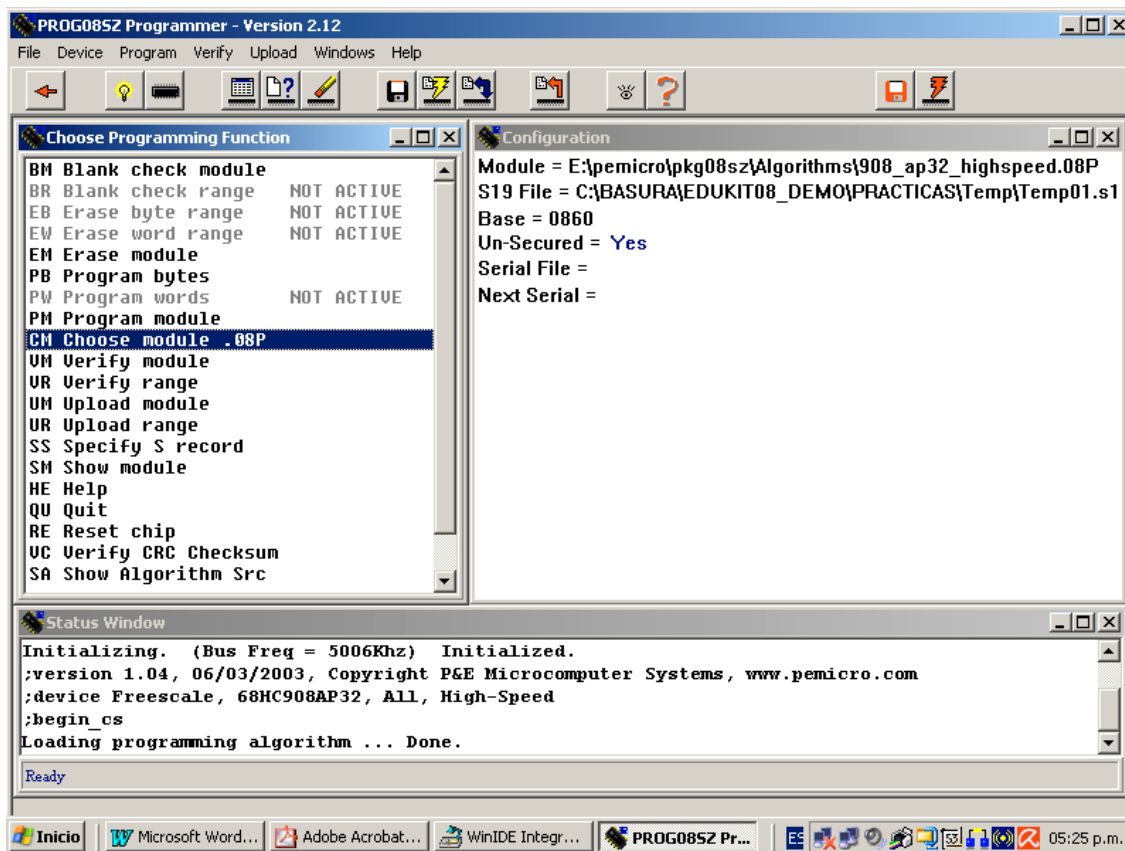 PROG08SZ Programmer - Version 2.12
File Device Program Verify Upload Windows Help
Choose Programming Function
BM Blank check module
BR Blank check range NOT ACTIVE
EB Erase byte range NOT ACTIVE
EW Erase word range NOT ACTIVE
EM Erase module
PB Program bytes
PW Program words NOT ACTIVE
PM Program module
CM Choose module .08P
VM Verify module
VR Verify range
UM Upload module
UR Upload range
SS Specify S record
SM Show module
HE Help
QU Quit
RE Reset chip
VC Verify CRC Checksum
SA Show Algorithm Src
Configuration
Module = E:\pemicro\pkg08sz\Algorithms\908_ap32_highspeed.08P
S19 File = C:\BASURA\EDUKIT08_DEMO\PRACTICAS\Temp\Temp01.s1
Base = 0860
Un-Secured = Yes
Serial File =
Next Serial =
Status Window
Initializing. (Bus Freq = 5006Khz) Initialized.
;version 1.04, 06/03/2003, Copyright P&E Microcomputer Systems, www.pemicro.com
;device Freescale, 68HC908AP32, All, High-Speed
;begin_cs
Loading programming algorithm ... Done.
Ready
Inicio Microsoft Word... Adobe Acrobat... WinIDE Integr... PROG08SZ Pr... ES 53 05:25 p.m.